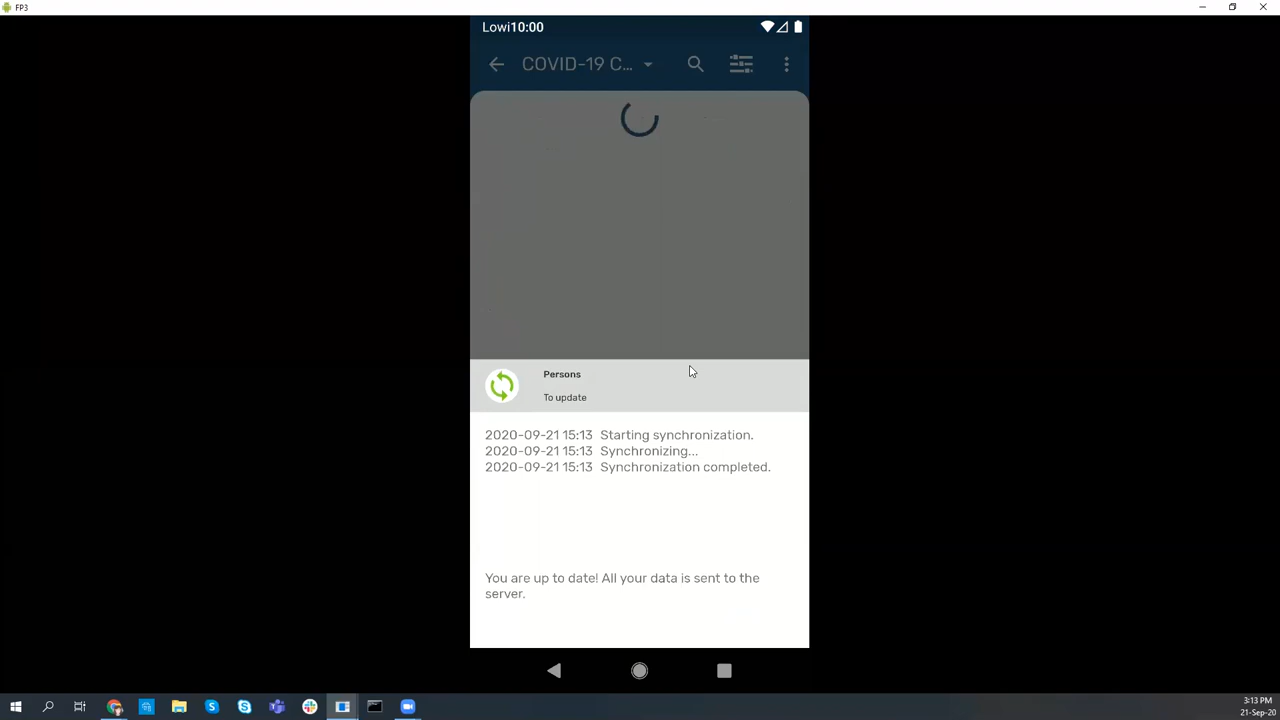 FP3
Lowi10:00
COVID-19 C...
Persons
To update
2020-09-21 15:13 Starting synchronization.
2020-09-21 15:13 Synchronizing...
2020-09-21 15:13 Synchronization completed.
You are up to date! All your data is sent to the
server.
3:13 PM
21-Sep-20